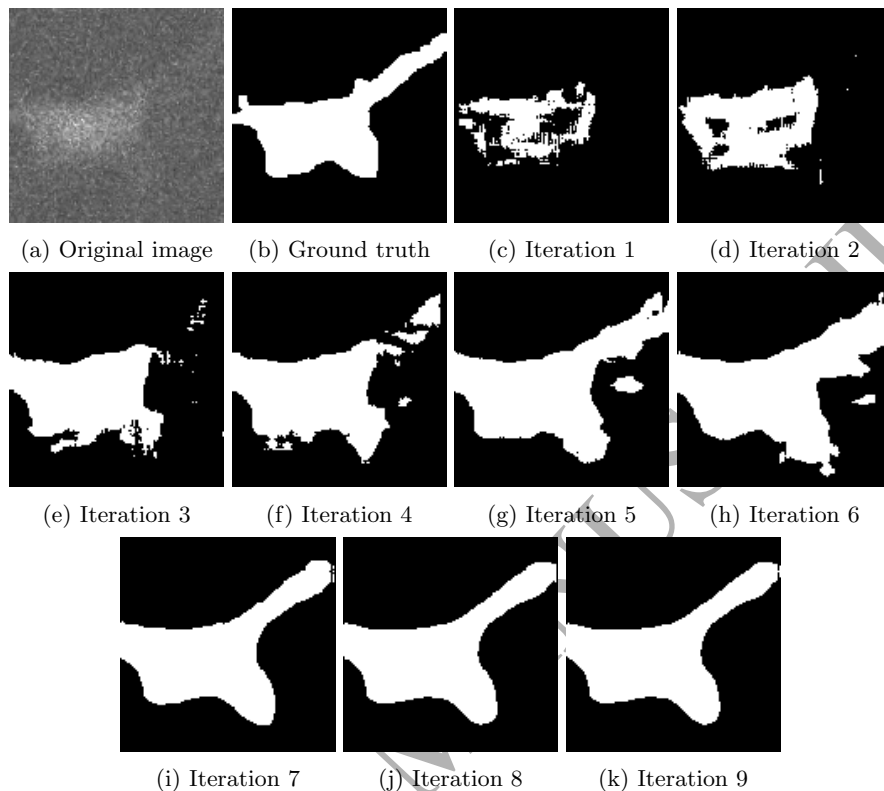 (a) Original image (b) Ground truth (c) Iteration 1 (d) Iteration 2
(e) Iteration 3 (f) Iteration 4 (g) Iteration 5 (h) Iteration 6
(i) Iteration 7 (j) Iteration 8 (k) Iteration 9